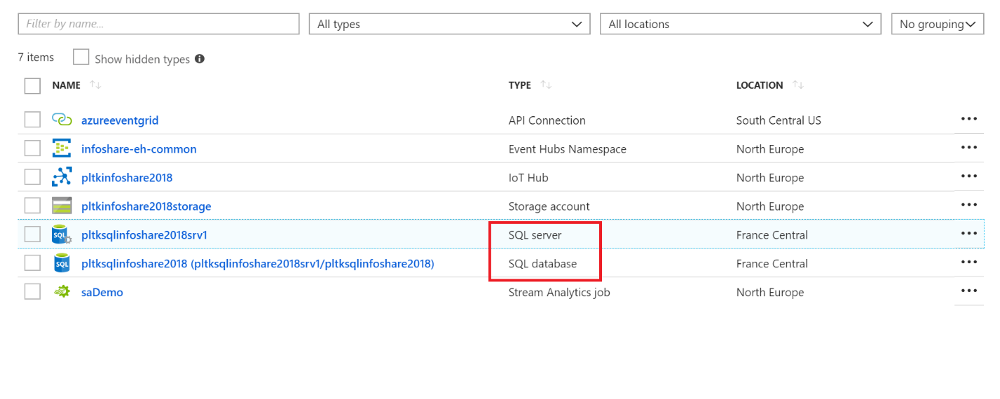 Filter by name... All types All locations No grouping
7 items Show hidden types
NAME TYPE LOCATION
azureeventgrid API Connection South Central US
infoshare-eh-common Event Hubs Namespace North Europe
pltkinfoshare2018 IoT Hub North Europe
pltkinfoshare2018storage Storage account North Europe
SQL pltksqlinfoshare2018srv1 SQL server France Central
SQL pltksqlinfoshare2018 (pltksqlinfoshare2018srv1/pltksqlinfoshare2018) SQL database France Central
saDemo Stream Analytics job North Europe